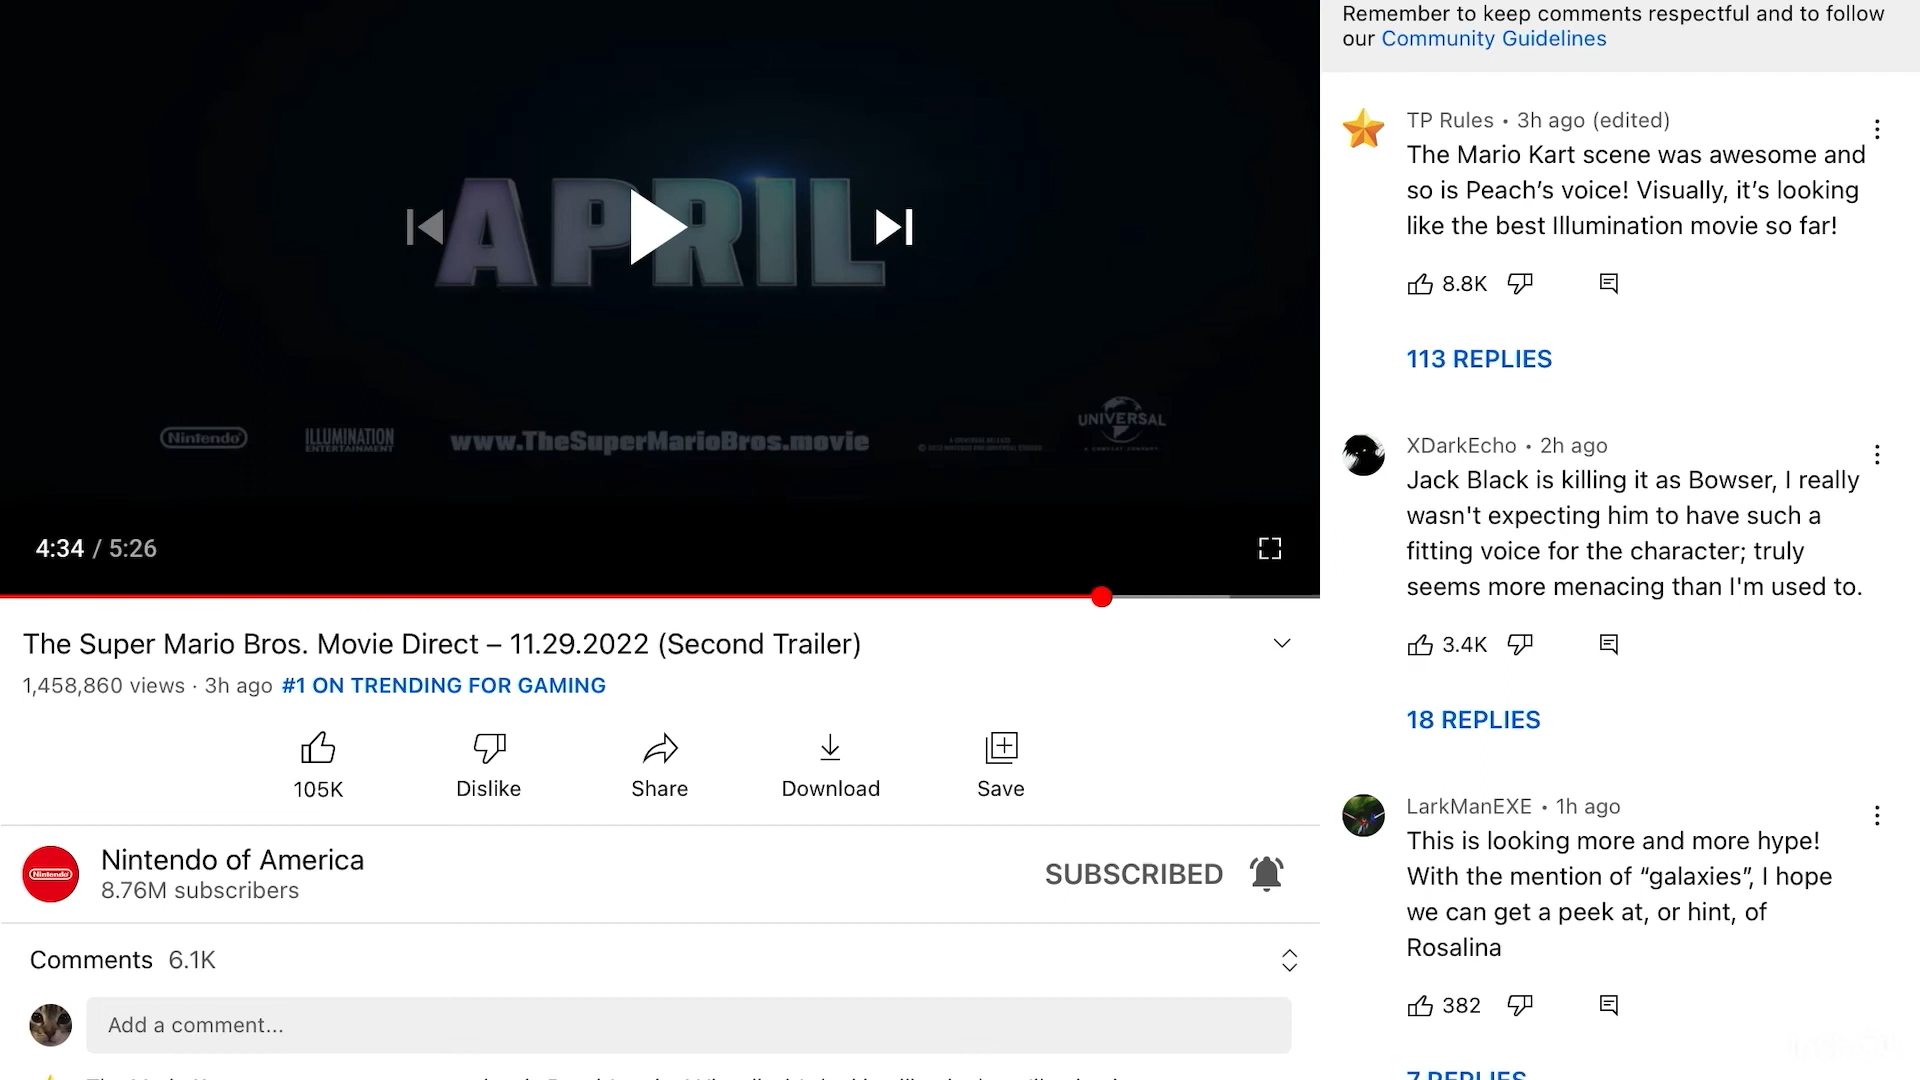 APRIL
Nintendo
ILLUMINATION
ENTERTAINMENT
www.TheSuperMarioBros.movie
UNIVERSAL
4:34 / 5:26
The Super Mario Bros. Movie Direct – 11.29.2022 (Second Trailer)
1,458,860 views · 3h ago #1 ON TRENDING FOR GAMING
105K Dislike Share Download Save
Nintendo
Nintendo of America
8.76M subscribers
SUBSCRIBED
Comments 6.1K
Add a comment...
Remember to keep comments respectful and to follow
our Community Guidelines
TP Rules • 3h ago (edited)
The Mario Kart scene was awesome and
so is Peach’s voice! Visually, it’s looking
like the best Illumination movie so far!
8.8K
113 REPLIES
XDarkEcho • 2h ago
Jack Black is killing it as Bowser, I really
wasn't expecting him to have such a
fitting voice for the character; truly
seems more menacing than I'm used to.
3.4K
18 REPLIES
LarkManEXE • 1h ago
This is looking more and more hype!
With the mention of “galaxies”, I hope
we can get a peek at, or hint, of
Rosalina
382
7 REPLIES